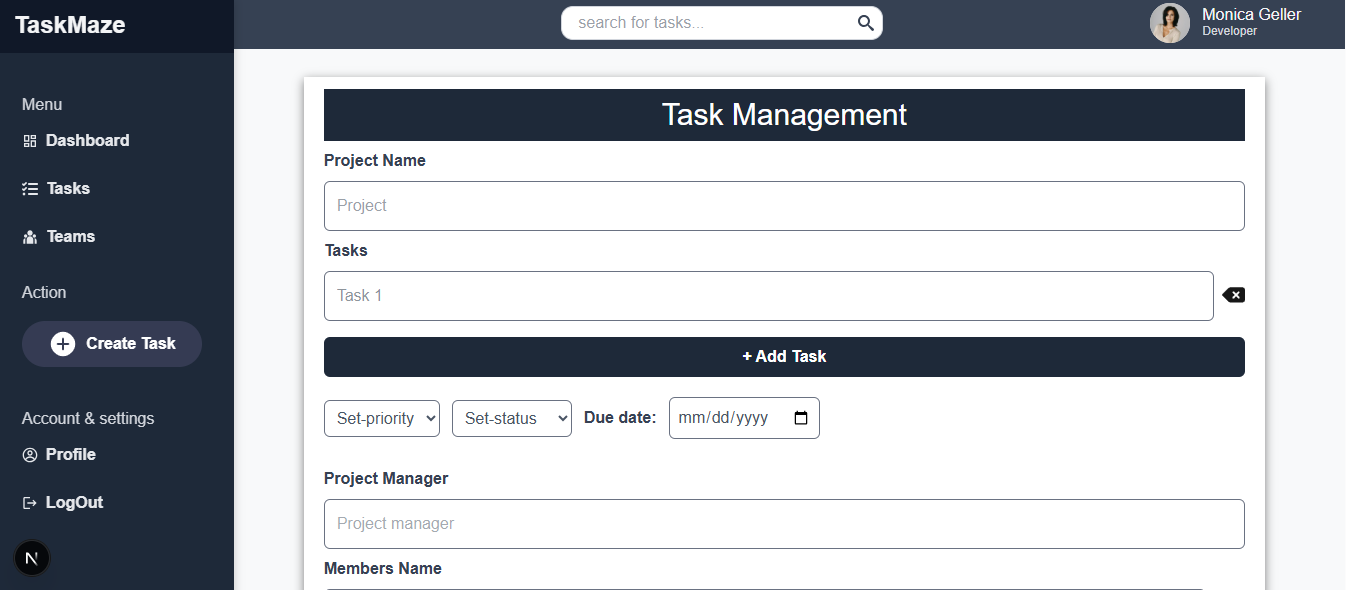 TaskMaze
search for tasks...
Monica Geller
Developer
Menu
Dashboard
Tasks
Teams
Action
Create Task
Account & settings
Profile
LogOut
N
Task Management
Project Name
Project
Tasks
Task 1
+ Add Task
Set-priority
Set-status
Due date:
mm/dd/yyyy
Project Manager
Project manager
Members Name